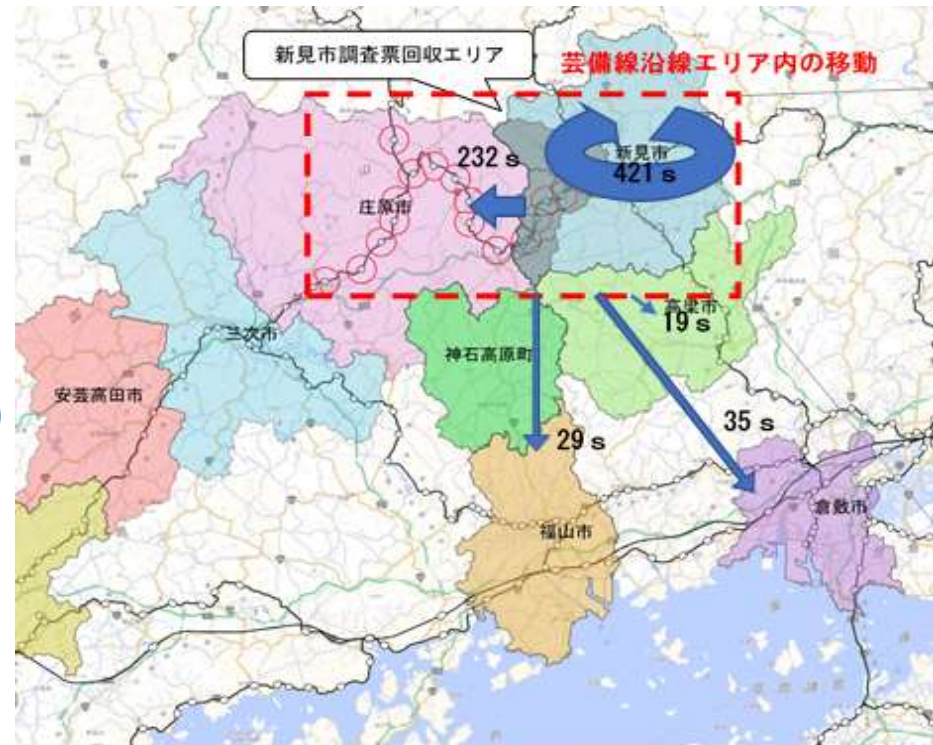 新見市調査票回収エリア
芸備線沿線エリア内の移動
232 s
新見市
421 s
庄原市
高梁市
19 s
三次市
神石高原町
安芸高田市
29 s
35 s
倉敷市
福山市